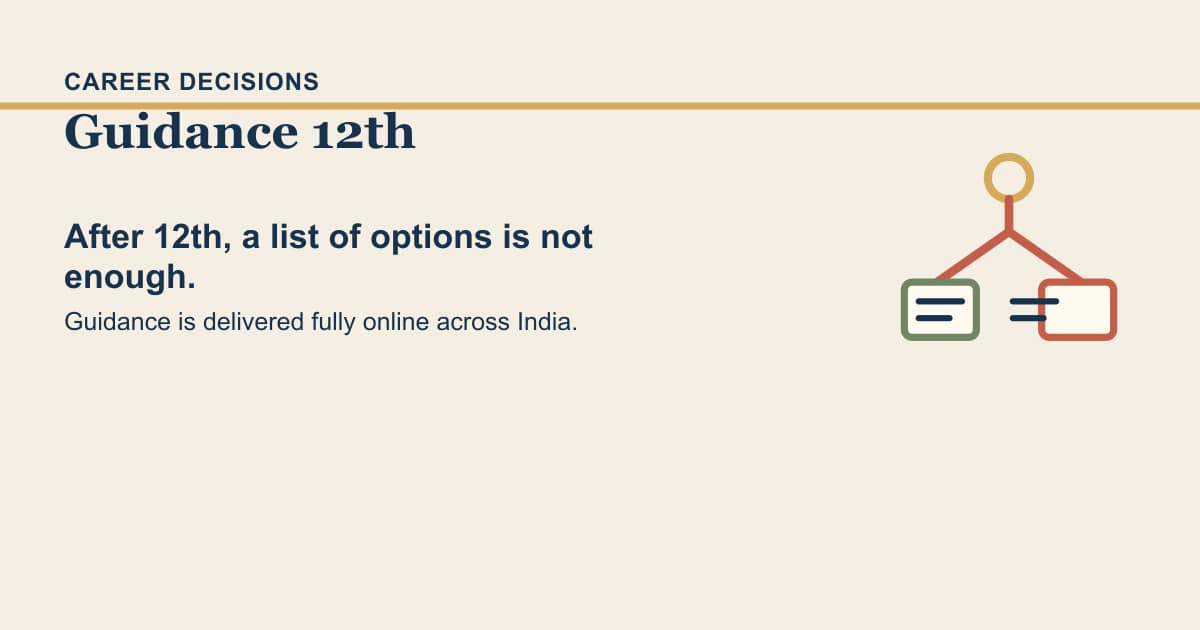 CAREER DECISIONS
Guidance 12th
After 12th, a list of options is not
enough.
Guidance is delivered fully online across India.